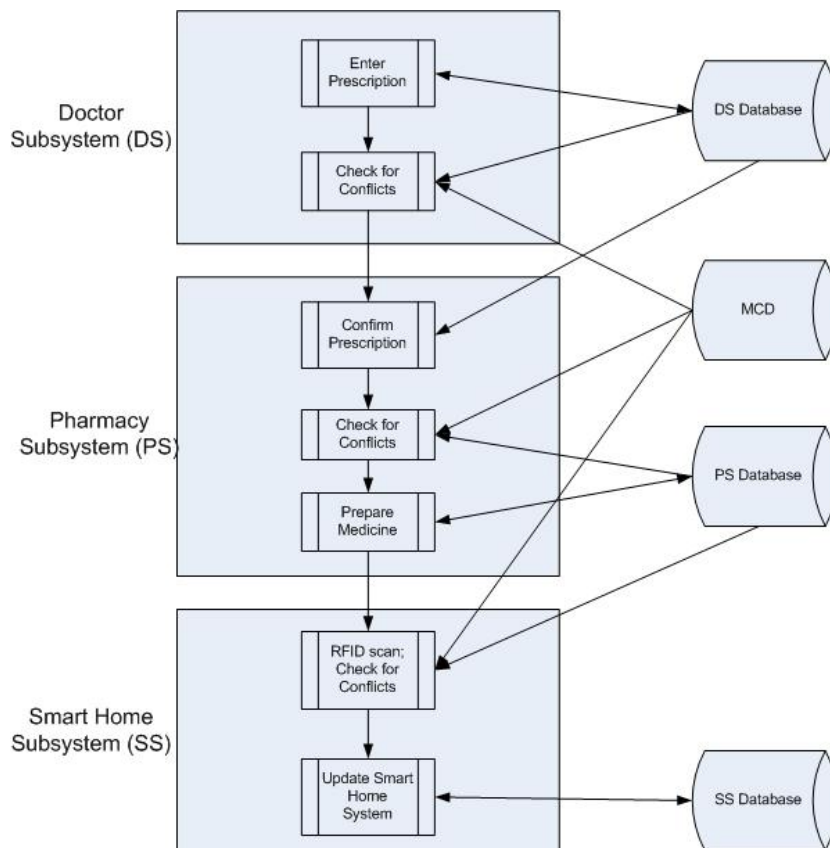 Enter
Prescription
DS Database
Doctor
Subsystem (DS)
Check for
Conflicts
Confirm
Prescription
MCD
Pharmacy
Subsystem (PS)
Check for
Conflicts
PS Database
Prepare
Medicine
RFID scan;
Check for
Conflicts
Smart Home
Subsystem (SS)
Update Smart
Home
System
SS Database